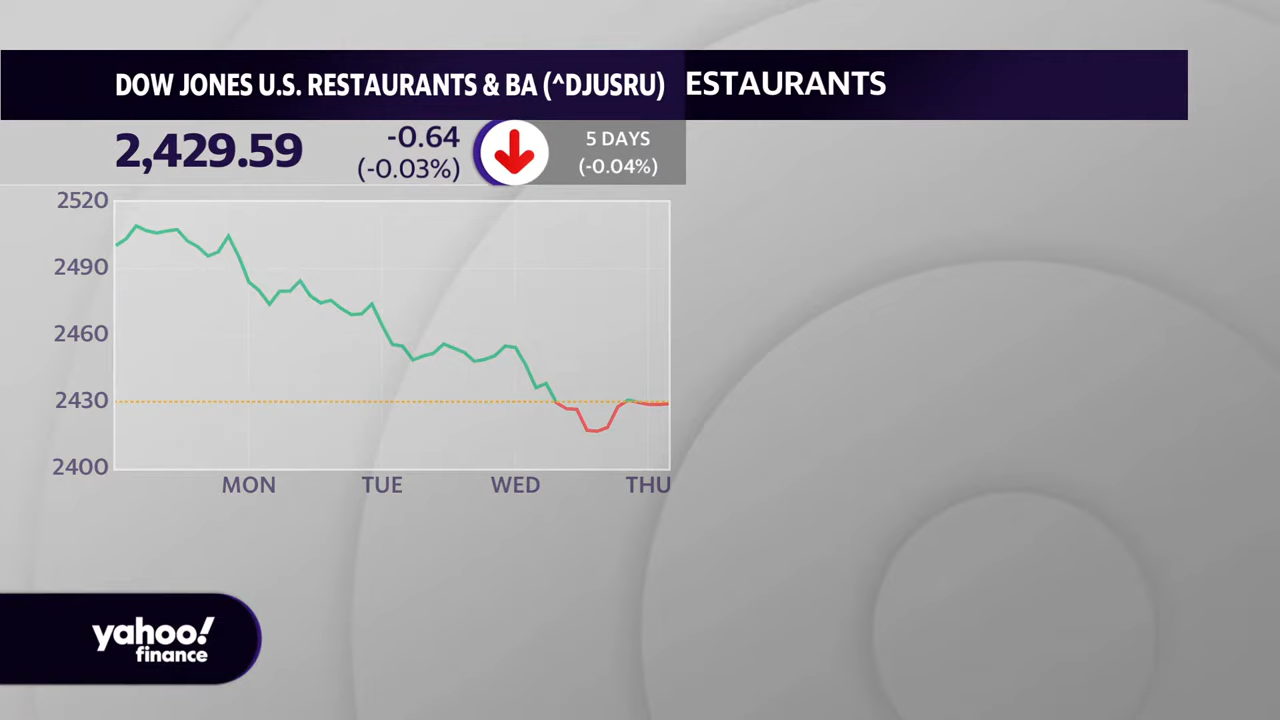 DOW JONES U.S. RESTAURANTS & BA (^DJUSRU) ESTAURANTS
2,429.59
-0.64
(-0.03%)
5 DAYS
(-0.04%)
2520
2490
2460
2430
2400
MON TUE WED THU
yahoo!
finance